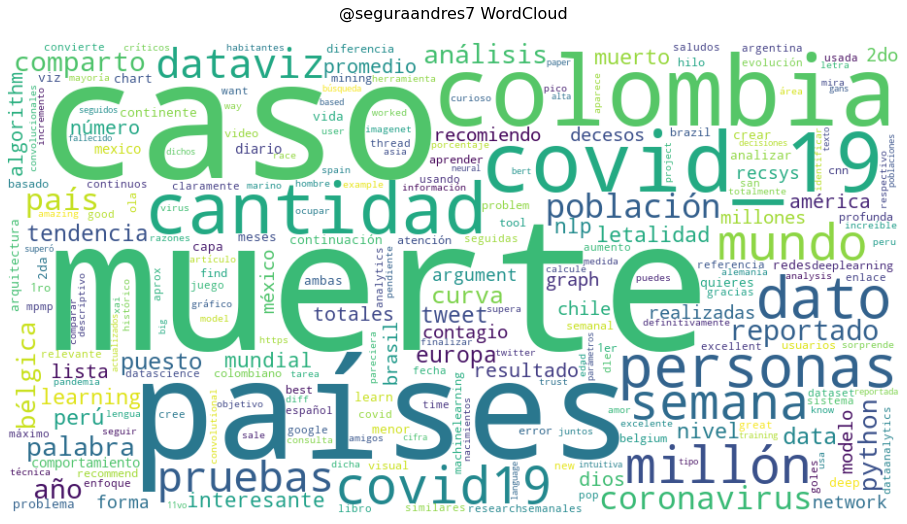 @seguraandres7 WordCloud
convierte
críticos
habitantes
diferencia
análisis
muerto
saludos
argentina
usada
2do
comparto
dataviz
caso
colombia
mayoría
fortunately
promedio
mining
herramienta
paper
hilo
evolución
letra
viz
chart
want
búsqueda
based
worked
curioso
pico
alta
aparece
mira
gans
área
algorithm
convolucionales
incremento
seguidos
fallecido
número
continente
way
vida
imagenet
recomiendo
decesos
brazil
crear
decisiones
identificar
texto
mexico
video
user
diario
race
thread
asia
porcentaje
aprender
project
analizar
cnn
respectivo
poblaciones
dichos
spain
neural
bert
covid_19
recsys
basado
continuos
claramente
marino
hombre
example
usando
información
san
totalmente
américa
país
amazing
good
ola
virus
ocupar
cantidad
problem
tool
nlp
población
millones
profunda
increíble
tendencia
superó
razones
meses
continuación
atención
seguidas
letalidad
aumento
mundo
peru
arquitectura
2da
1ro
capa
find
juego
artículo
méxico
ambas
analytics
pendiente
argument
graph
medida
calculé
puedes
referencia
alemania
quieres
gracias
redes
deeplearning
analysis
enlace
mpmp
comparar
descriptivo
actualizados
xai
histórico
aprox
gráfico
big
model
muerte
totales
curva
tweet
supera
chile
semanal
definitivamente
dato
bélgica
relevante
https
finalizar
contagio
realizadas
excellent
usuarios
reportado
sorprende
lista
pandemia
puesto
datascience
mundial
colombiano
tarea
pareciera
brasil
europa
fecha
twitter
resultado
1er
dler
edad
parámetros
personas
learning
perú
lengua
cree
best
diff
español
learn
covid
time
trust
nacimientos
machinelearning
países
amor
semana
dataset
sistema
reportada
máximo
seguir
convolutional
objetivo
sale
google
consulta
amigos
menor
cifra
error
juntos
excelente
belgium
nivel
great
training
know
data
modelo
python
dataanalytics
palabra
técnica
comportamiento
recommend
pruebas
dicha
visual
language
new
intuitiva
millón
tipo
usa
goles
deep
año
enfoque
covid19
dios
coronavirus
network
problema
forma
11vo
interesante
libro
similares
researchsemanales
pop